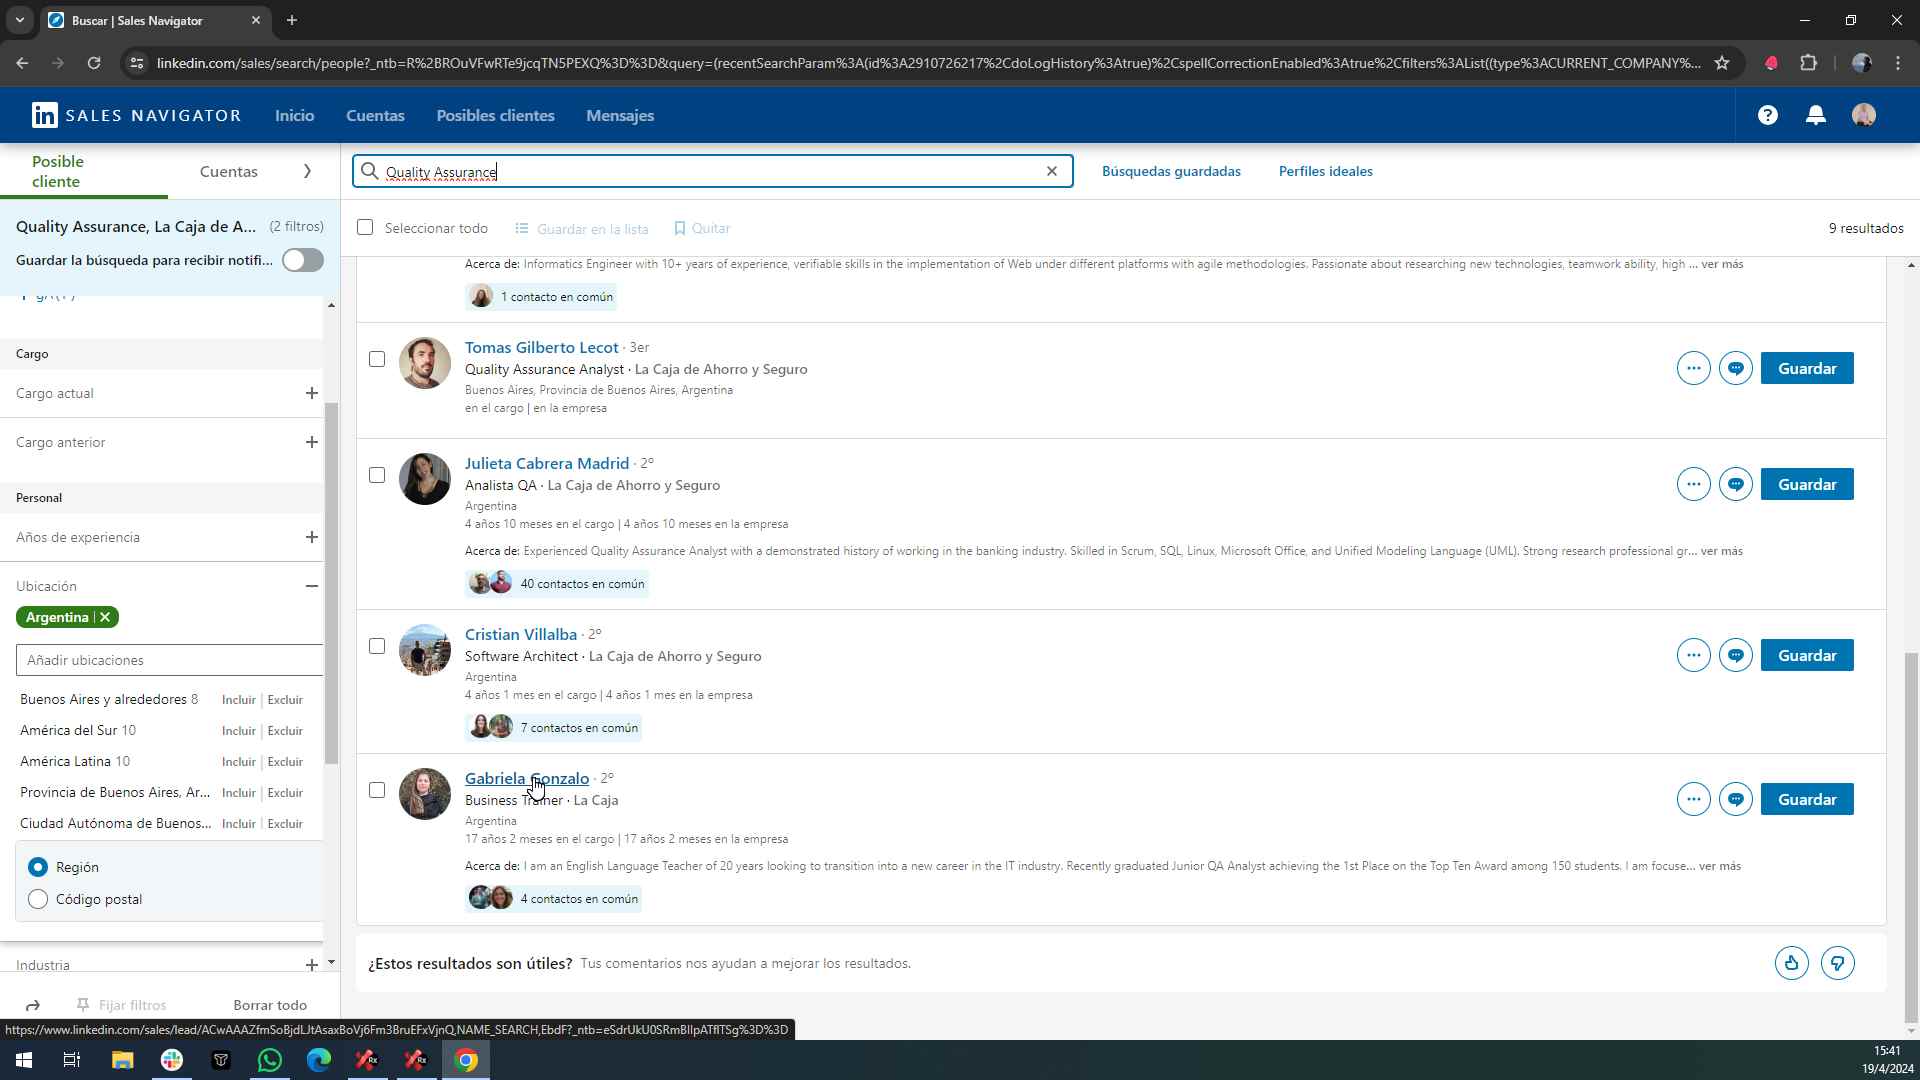 Buscar | Sales Navigator
linkedin.com/sales/search/people?_ntb=R%2BROuVFwRTe9jcqTN5PEXQ%3D%3D&query=(recentSearchParam%3A(id%3A2910726217%2CdoLogHistory%3Atrue)%2CspellCorrectionEnabled%3Atrue%2Cfilters%3AList((type%3ACURRENT_COMPANY%...
in SALES NAVIGATOR
Inicio Cuentas Posibles clientes Mensajes
Posible cliente
Cuentas
Quality Assurance
Búsquedas guardadas
Perfiles ideales
Quality Assurance, La Caja de A... (2 filtros)
Guardar la búsqueda para recibir notifi...
Seleccionar todo
Guardar en la lista
Quitar
9 resultados
Cargo
Cargo actual
Cargo anterior
Personal
Años de experiencia
Ubicación
Argentina
Añadir ubicaciones
Buenos Aires y alrededores 8 Incluir | Excluir
América del Sur 10 Incluir | Excluir
América Latina 10 Incluir | Excluir
Provincia de Buenos Aires, Ar... Incluir | Excluir
Ciudad Autónoma de Buenos... Incluir | Excluir
Región
Código postal
Industria
Fijar filtros
Borrar todo
Acerca de: Informatics Engineer with 10+ years of experience, verifiable skills in the implementation of Web under different platforms with agile methodologies. Passionate about researching new technologies, teamwork ability, high ... ver más
1 contacto en común
Tomas Gilberto Lecot · 3er
Quality Assurance Analyst · La Caja de Ahorro y Seguro
Buenos Aires, Provincia de Buenos Aires, Argentina
en el cargo | en la empresa
Guardar
Julieta Cabrera Madrid · 2º
Analista QA · La Caja de Ahorro y Seguro
Argentina
4 años 10 meses en el cargo | 4 años 10 meses en la empresa
Acerca de: Experienced Quality Assurance Analyst with a demonstrated history of working in the banking industry. Skilled in Scrum, SQL, Linux, Microsoft Office, and Unified Modeling Language (UML). Strong research professional gr... ver más
40 contactos en común
Guardar
Cristian Villalba · 2º
Software Architect · La Caja de Ahorro y Seguro
Argentina
4 años 1 mes en el cargo | 4 años 1 mes en la empresa
7 contactos en común
Guardar
Gabriela Gonzalo · 2º
Business Trainer · La Caja
Argentina
17 años 2 meses en el cargo | 17 años 2 meses en la empresa
Acerca de: I am an English Language Teacher of 20 years looking to transition into a new career in the IT industry. Recently graduated Junior QA Analyst achieving the 1st Place on the Top Ten Award among 150 students. I am focuse... ver más
4 contactos en común
Guardar
¿Estos resultados son útiles? Tus comentarios nos ayudan a mejorar los resultados.
15:41
19/4/2024